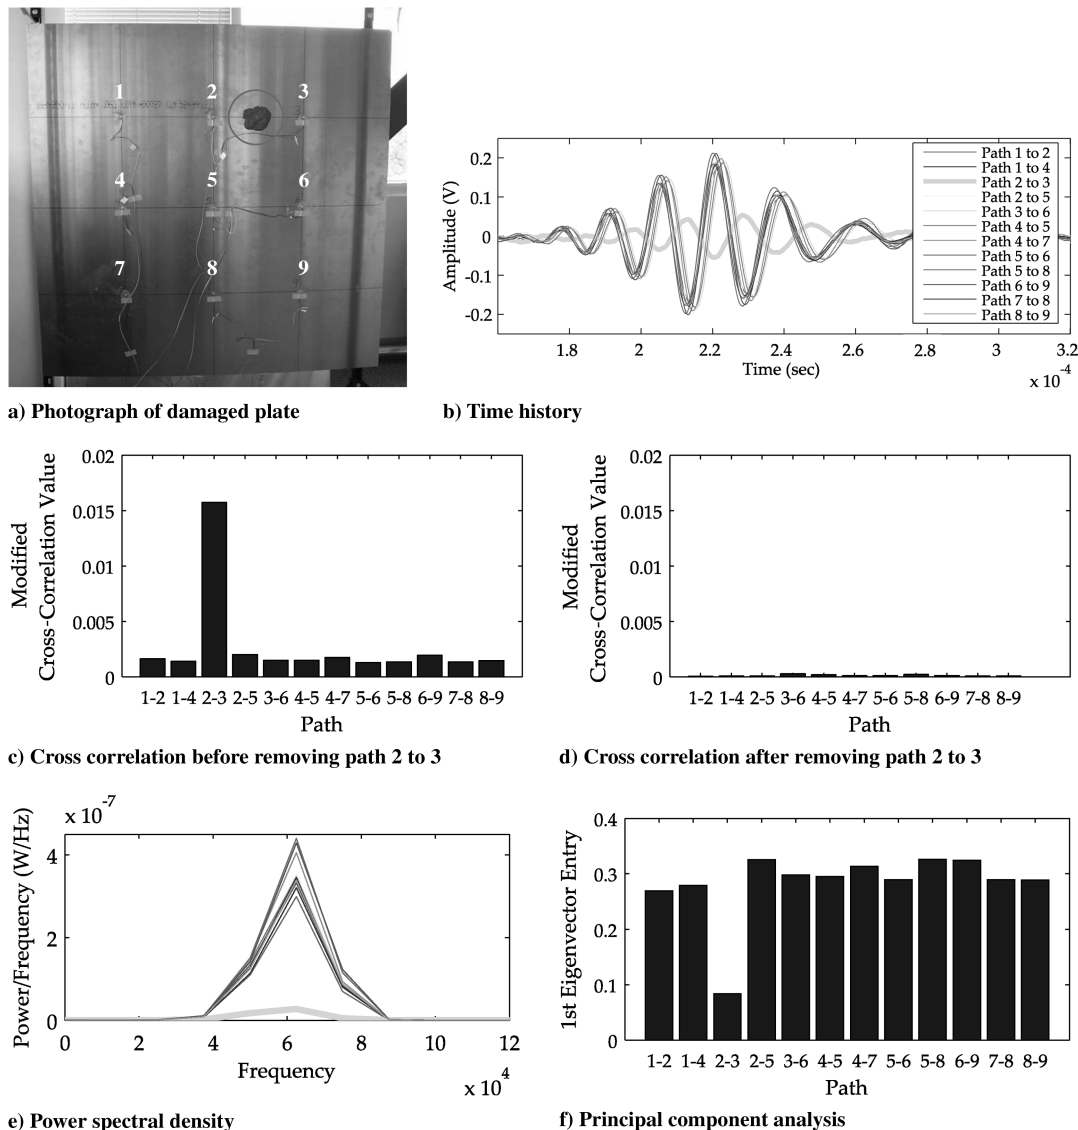 1 2 3
4 5 6
7 8 9
a) Photograph of damaged plate
0.2
0.1
0
-0.1
-0.2
Amplitude (V)
1.8 2 2.2 2.4 2.6 2.8 3 3.2
Time (sec)
x 10⁻⁴
Path 1 to 2
Path 1 to 4
Path 2 to 3
Path 2 to 5
Path 3 to 6
Path 4 to 5
Path 4 to 7
Path 5 to 6
Path 5 to 8
Path 6 to 9
Path 7 to 8
Path 8 to 9
b) Time history
Modified
Cross-Correlation Value
0.02
0.015
0.01
0.005
0
1-2 1-4 2-3 2-5 3-6 4-5 4-7 5-6 5-8 6-9 7-8 8-9
Path
c) Cross correlation before removing path 2 to 3
Modified
Cross-Correlation Value
0.02
0.015
0.01
0.005
0
1-2 1-4 2-5 3-6 4-5 4-7 5-6 5-8 6-9 7-8 8-9
Path
d) Cross correlation after removing path 2 to 3
x 10⁻⁷
Power/Frequency (W/Hz)
4
2
0
0 2 4 6 8 10 12
Frequency
x 10⁴
e) Power spectral density
1st Eigenvector Entry
0.4
0.3
0.2
0.1
0
1-2 1-4 2-3 2-5 3-6 4-5 4-7 5-6 5-8 6-9 7-8 8-9
Path
f) Principal component analysis